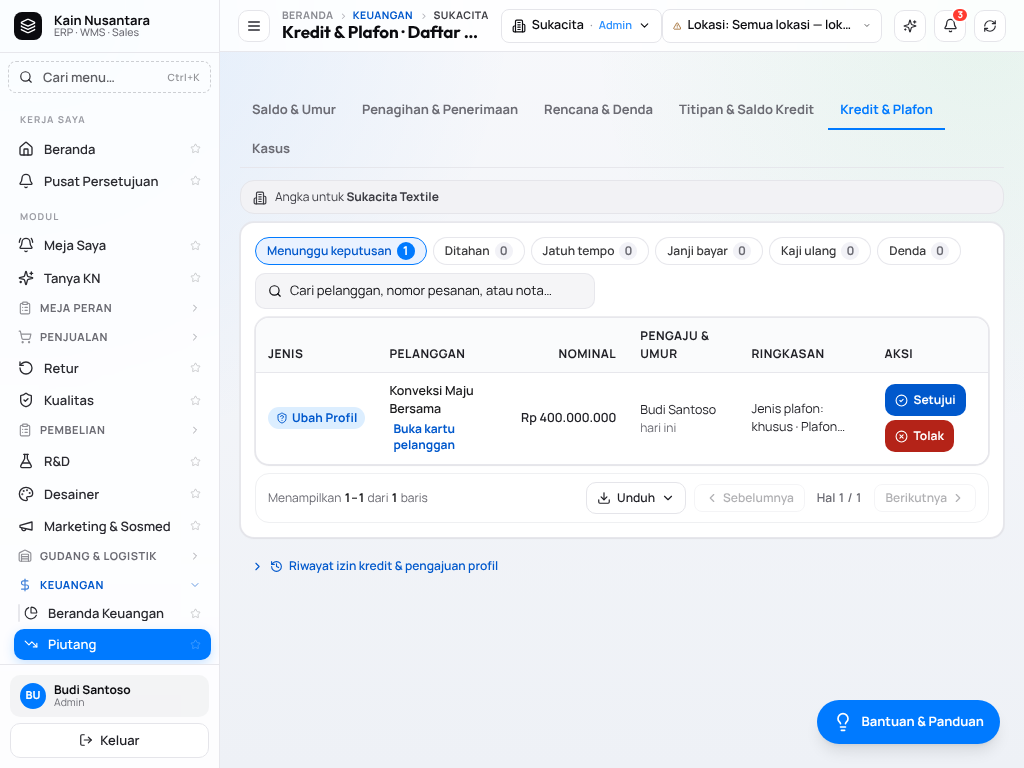 Kain Nusantara
ERP · WMS · Sales
Cari menu...
Ctrl+K
KERJA SAYA
Beranda
Pusat Persetujuan
MODUL
Meja Saya
Tanya KN
MEJA PERAN
PENJUALAN
Retur
Kualitas
PEMBELIAN
R&D
Desainer
Marketing & Sosmed
GUDANG & LOGISTIK
KEUANGAN
Beranda Keuangan
Piutang
BU
Budi Santoso
Admin
Keluar
BERANDA > KEUANGAN > SUKACITA
Kredit & Plafon · Daftar ...
Sukacita · Admin
Lokasi: Semua lokasi — lok...
3
Saldo & Umur
Penagihan & Penerimaan
Rencana & Denda
Titipan & Saldo Kredit
Kredit & Plafon
Kasus
Angka untuk Sukacita Textile
Menunggu keputusan 1
Ditahan 0
Jatuh tempo 0
Janji bayar 0
Kaji ulang 0
Denda 0
Cari pelanggan, nomor pesanan, atau nota...
JENIS
PELANGGAN
NOMINAL
PENGAJU &
UMUR
RINGKASAN
AKSI
Ubah Profil
Konveksi Maju
Bersama
Buka kartu
pelanggan
Rp 400.000.000
Budi Santoso
hari ini
Jenis plafon:
khusus · Plafon...
Setujui
Tolak
Menampilkan 1–1 dari 1 baris
Unduh
Sebelumnya
Hal 1 / 1
Berikutnya
Riwayat izin kredit & pengajuan profil
Bantuan & Panduan